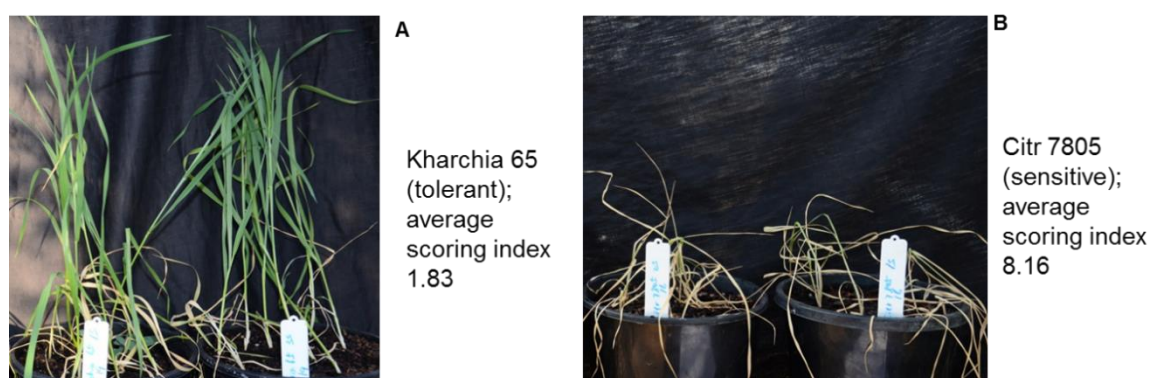 A
Kharchia 65
(tolerant);
average
scoring index
1.83
B
Citr 7805
(sensitive);
average
scoring index
8.16